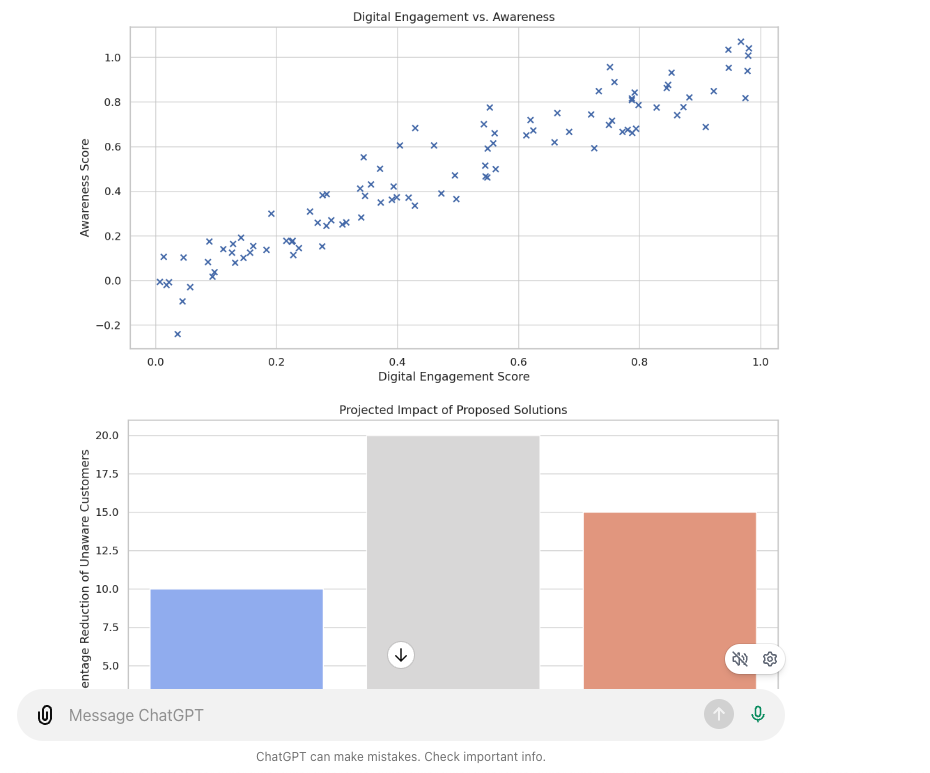 Digital Engagement vs. Awareness
1.0
0.8
0.6
0.4
0.2
0.0
−0.2
Awareness Score
0.0 0.2 0.4 0.6 0.8 1.0
Digital Engagement Score
Projected Impact of Proposed Solutions
20.0
17.5
15.0
12.5
10.0
7.5
5.0
entage Reduction of Unaware Customers
Message ChatGPT
ChatGPT can make mistakes. Check important info.